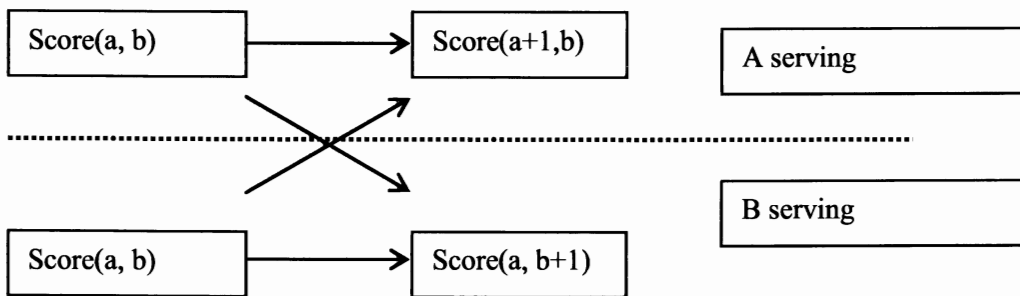 Score(a, b)
Score(a+1,b)
A serving
B serving
Score(a, b)
Score(a, b+1)